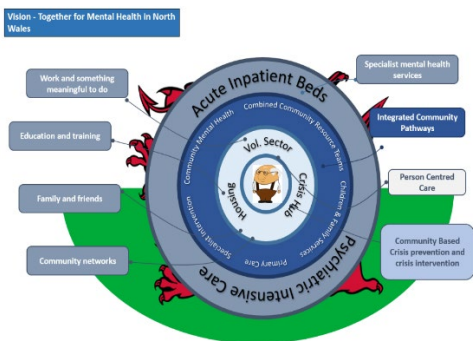 Vision - Together for Mental Health in North
Wales
Work and something
meaningful to do
Education and training
Family and friends
Community networks
Specialist mental health
services
Integrated Community
Pathways
Person Centred
Care
Community Based
Crisis prevention and
crisis intervention
Acute Inpatient Beds
Psychiatric Intensive Care
Combined Community Resource Teams
Children & Family Services
Primary Care
Specialist Intervention
Community Mental Health
Vol. Sector
Crisis Hub
Housing